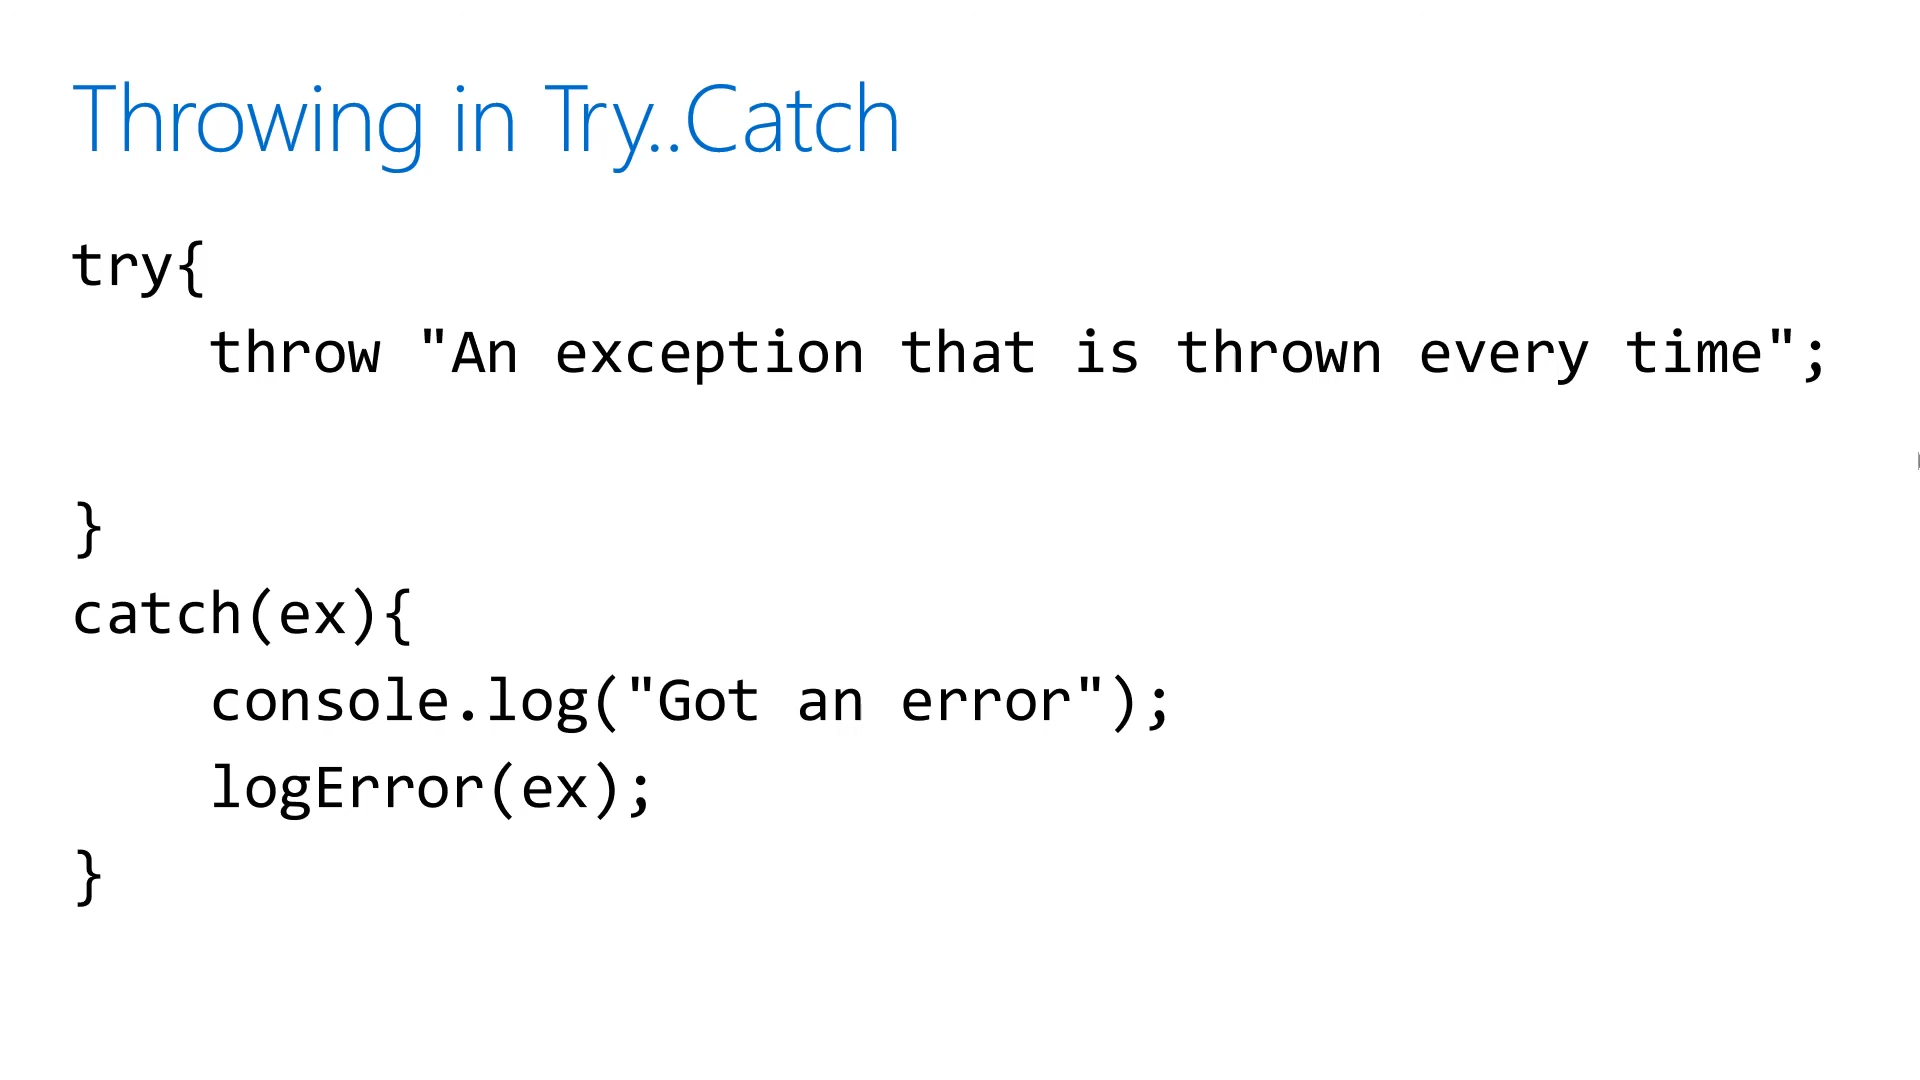 Throwing in Try..Catch
try{
    throw "An exception that is thrown every time";
}
catch(ex){
    console.log("Got an error");
    logError(ex);
}